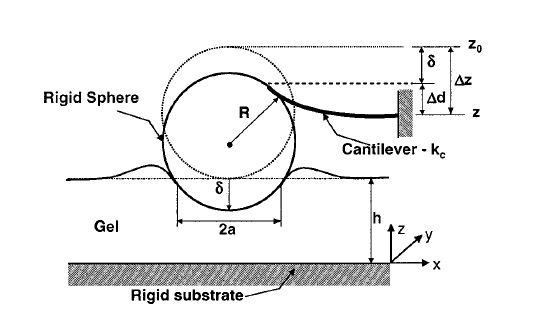 z₀
δ
Δz
Rigid Sphere
R
Δd
z
Cantilever - k꜀
δ
h
z
y
Gel
2a
x
Rigid substrate